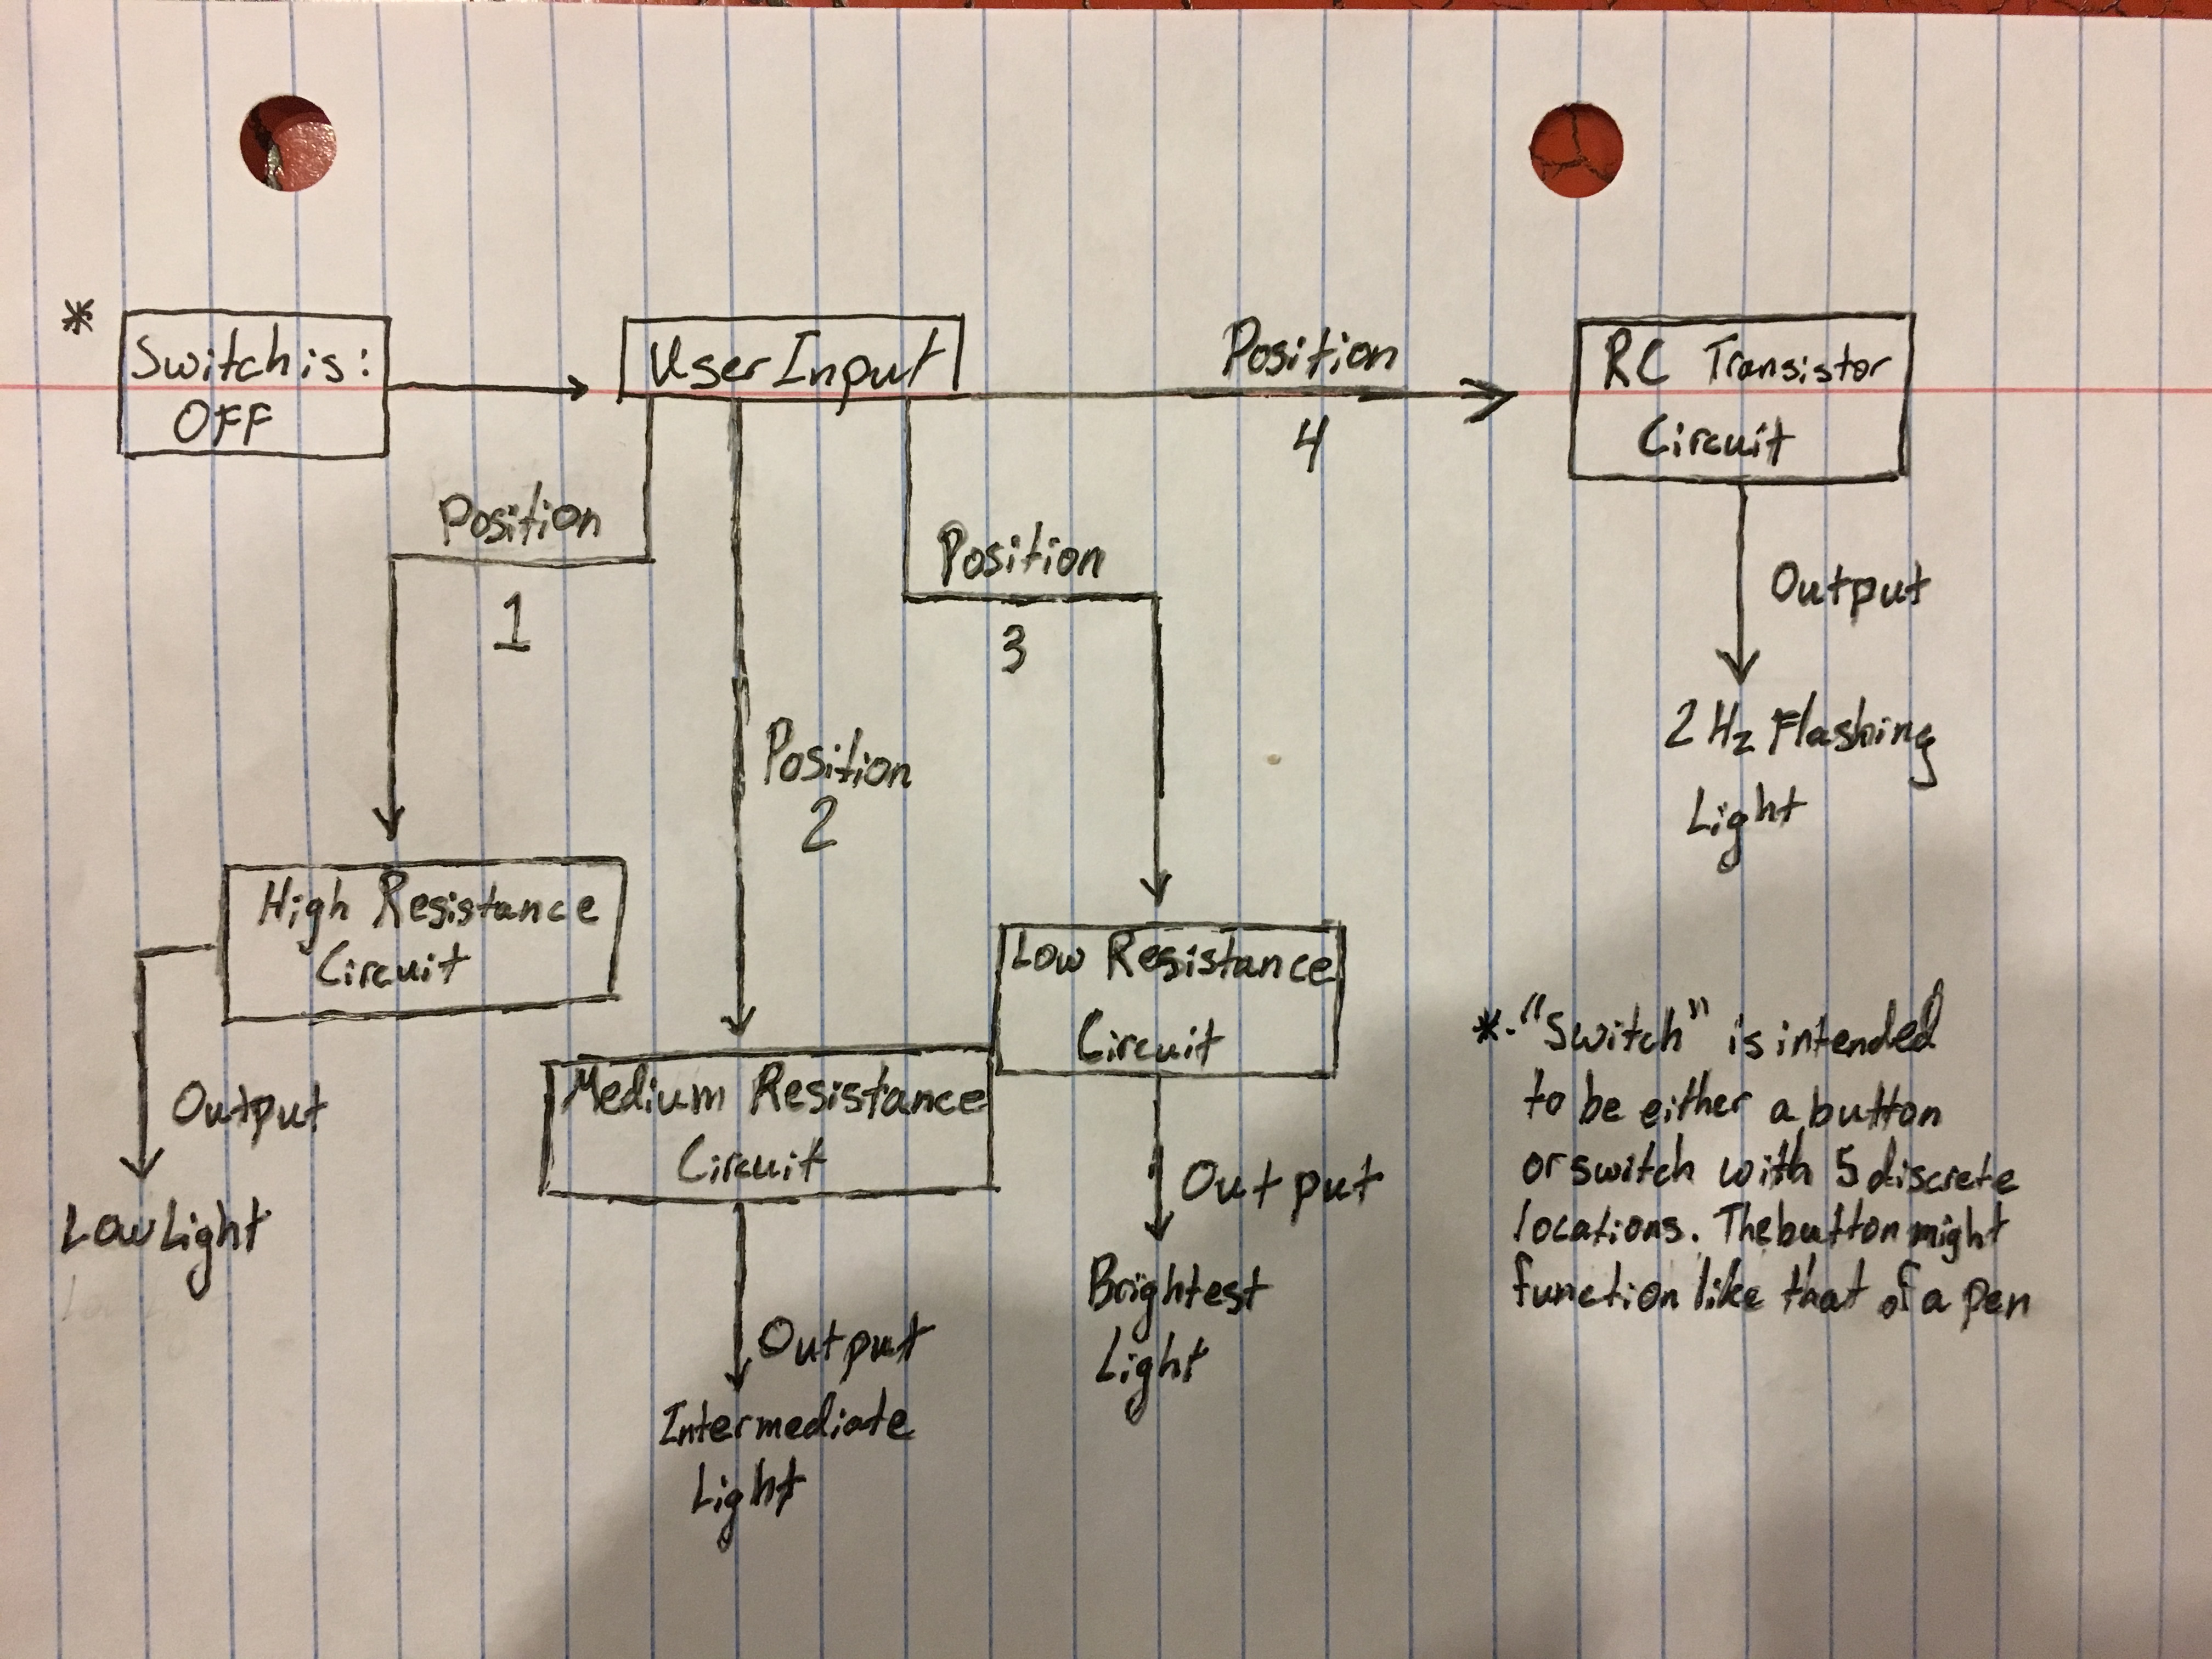 *
Switch is:
OFF
User Input
Position
1
Position
2
Position
3
Position
4
High Resistance
Circuit
Output
Low Light
Medium Resistance
Circuit
Output
Intermediate
Light
Low Resistance
Circuit
Output
Brightest
Light
RC Transistor
Circuit
Output
2 Hz Flashing
Light
*. "Switch" is intended
to be either a button
or switch with 5 discrete
locations. The button might
function like that of a pen